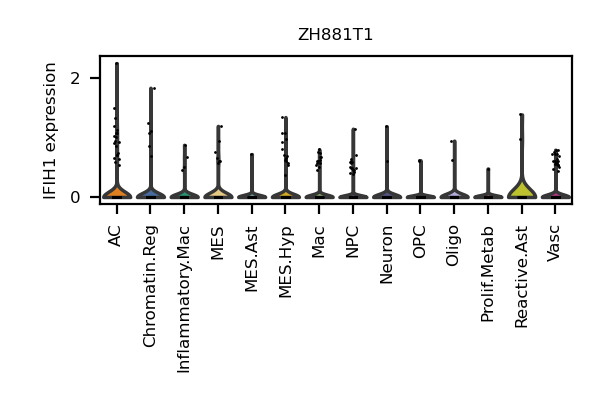 ZH881T1
IFIH1 expression
2
0
AC
Chromatin.Reg
Inflammatory.Mac
MES
MES.Ast
MES.Hyp
Mac
NPC
Neuron
OPC
Oligo
Prolif.Metab
Reactive.Ast
Vasc